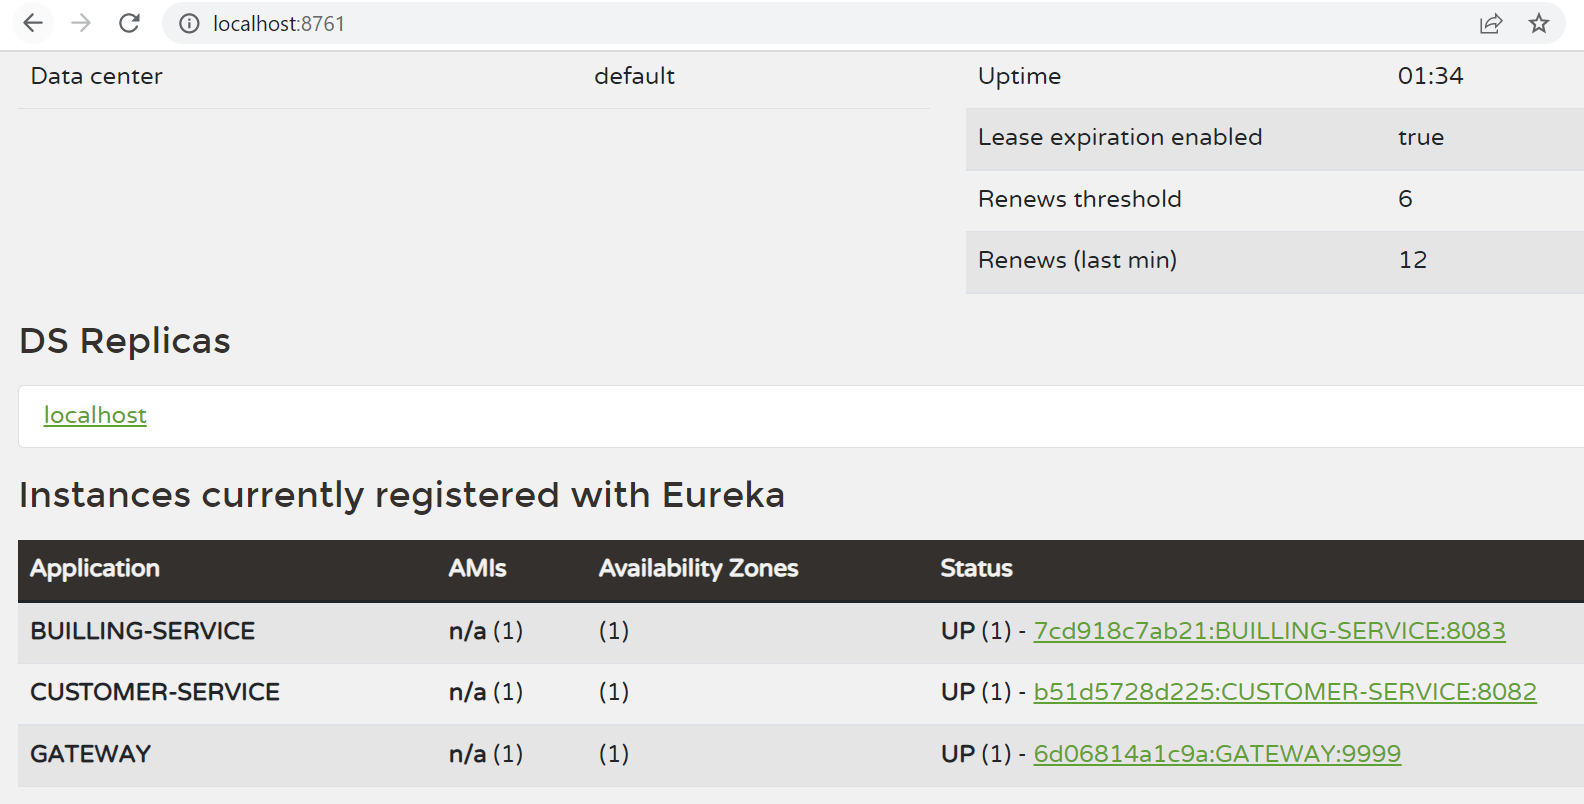 localhost:8761
Data center default
Uptime 01:34
Lease expiration enabled true
Renews threshold 6
Renews (last min) 12
DS Replicas
localhost
Instances currently registered with Eureka
Application AMIs Availability Zones Status
BUILLING-SERVICE n/a (1) (1) UP (1) - 7cd918c7ab21:BUILLING-SERVICE:8083
CUSTOMER-SERVICE n/a (1) (1) UP (1) - b51d5728d225:CUSTOMER-SERVICE:8082
GATEWAY n/a (1) (1) UP (1) - 6d06814a1c9a:GATEWAY:9999